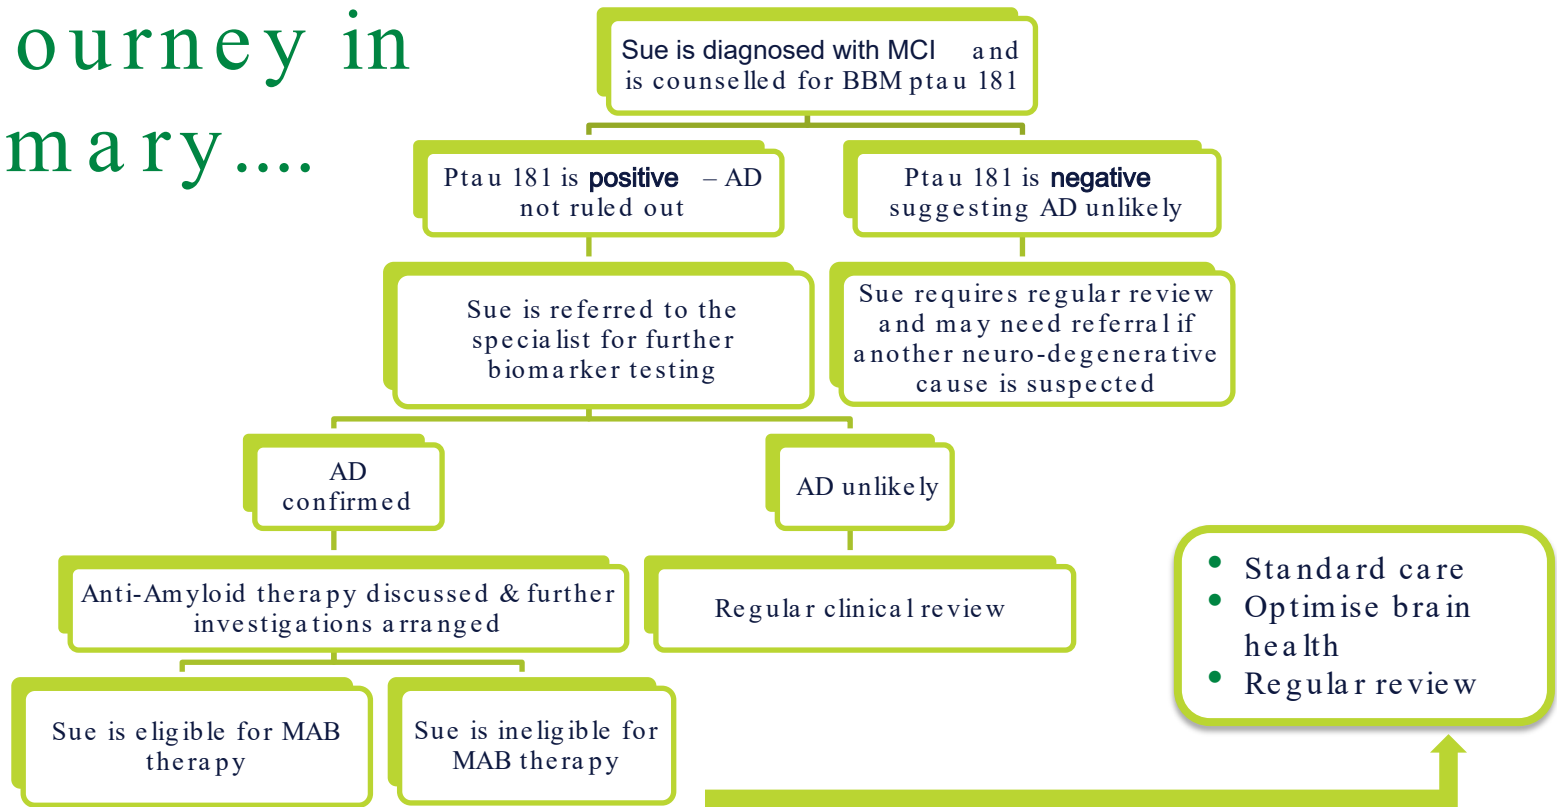 ourney in
mary....
Sue is diagnosed with MCI and
is counselled for BBM ptau 181
Ptau 181 is positive – AD
not ruled out
Ptau 181 is negative
suggesting AD unlikely
Sue is referred to the
specialist for further
biomarker testing
Sue requires regular review
and may need referral if
another neuro-degenerative
cause is suspected
AD
confirmed
AD unlikely
Anti-Amyloid therapy discussed & further
investigations arranged
Regular clinical review
Sue is eligible for MAB
therapy
Sue is ineligible for
MAB therapy
• Standard care
• Optimise brain
health
• Regular review